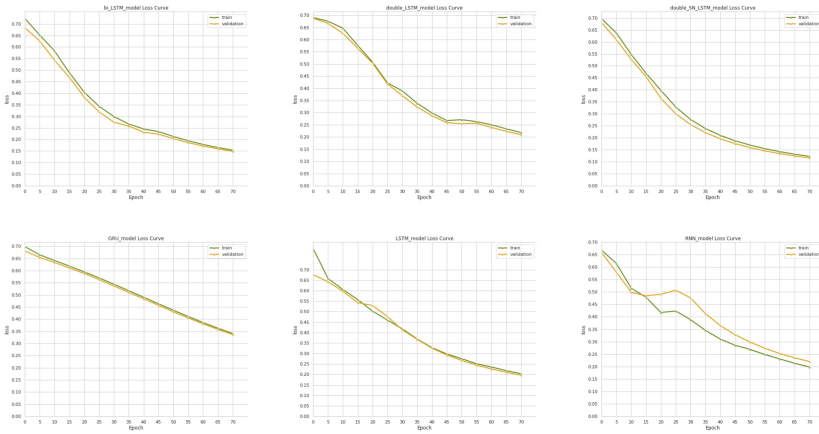 bi_LSTM_model Loss Curve
train
validation
0.70
0.65
0.60
0.55
0.50
0.45
0.40
0.35
0.30
0.25
0.20
0.15
0.10
0.05
0.00
loss
0 5 10 15 20 25 30 35 40 45 50 55 60 65 70
Epoch
double_LSTM_model Loss Curve
train
validation
0.70
0.65
0.60
0.55
0.50
0.45
0.40
0.35
0.30
0.25
0.20
0.15
0.10
0.05
0.00
loss
0 5 10 15 20 25 30 35 40 45 50 55 60 65 70
Epoch
double_SN_LSTM_model Loss Curve
train
validation
0.70
0.65
0.60
0.55
0.50
0.45
0.40
0.35
0.30
0.25
0.20
0.15
0.10
0.05
0.00
loss
0 5 10 15 20 25 30 35 40 45 50 55 60 65 70
Epoch
GRU_model Loss Curve
train
validation
0.70
0.65
0.60
0.55
0.50
0.45
0.40
0.35
0.30
0.25
0.20
0.15
0.10
0.05
0.00
loss
0 5 10 15 20 25 30 35 40 45 50 55 60 65 70
Epoch
LSTM_model Loss Curve
train
validation
0.70
0.65
0.60
0.55
0.50
0.45
0.40
0.35
0.30
0.25
0.20
0.15
0.10
0.05
0.00
loss
0 5 10 15 20 25 30 35 40 45 50 55 60 65 70
Epoch
RNN_model Loss Curve
train
validation
0.70
0.65
0.60
0.55
0.50
0.45
0.40
0.35
0.30
0.25
0.20
0.15
0.10
0.05
0.00
loss
0 5 10 15 20 25 30 35 40 45 50 55 60 65 70
Epoch